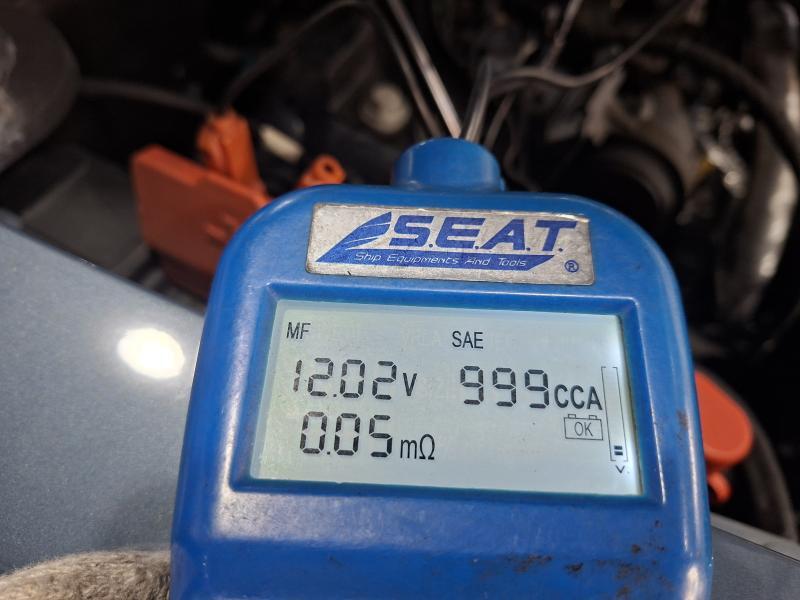 S.E.A.T.
Ship Equipments And Tools
®
MF SAE
12.02V 999CCA
OK
0.05mΩ